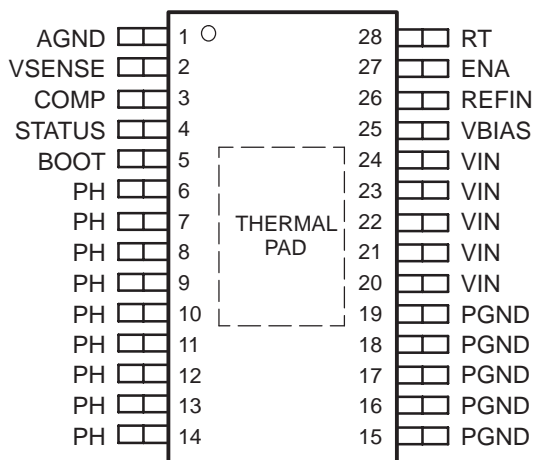 AGND 1 28 RT
VSENSE 2 27 ENA
COMP 3 26 REFIN
STATUS 4 25 VBIAS
BOOT 5 24 VIN
PH 6 23 VIN
PH 7 22 VIN
THERMAL
PAD
PH 8 21 VIN
PH 9 20 VIN
PH 10 19 PGND
PH 11 18 PGND
PH 12 17 PGND
PH 13 16 PGND
PH 14 15 PGND